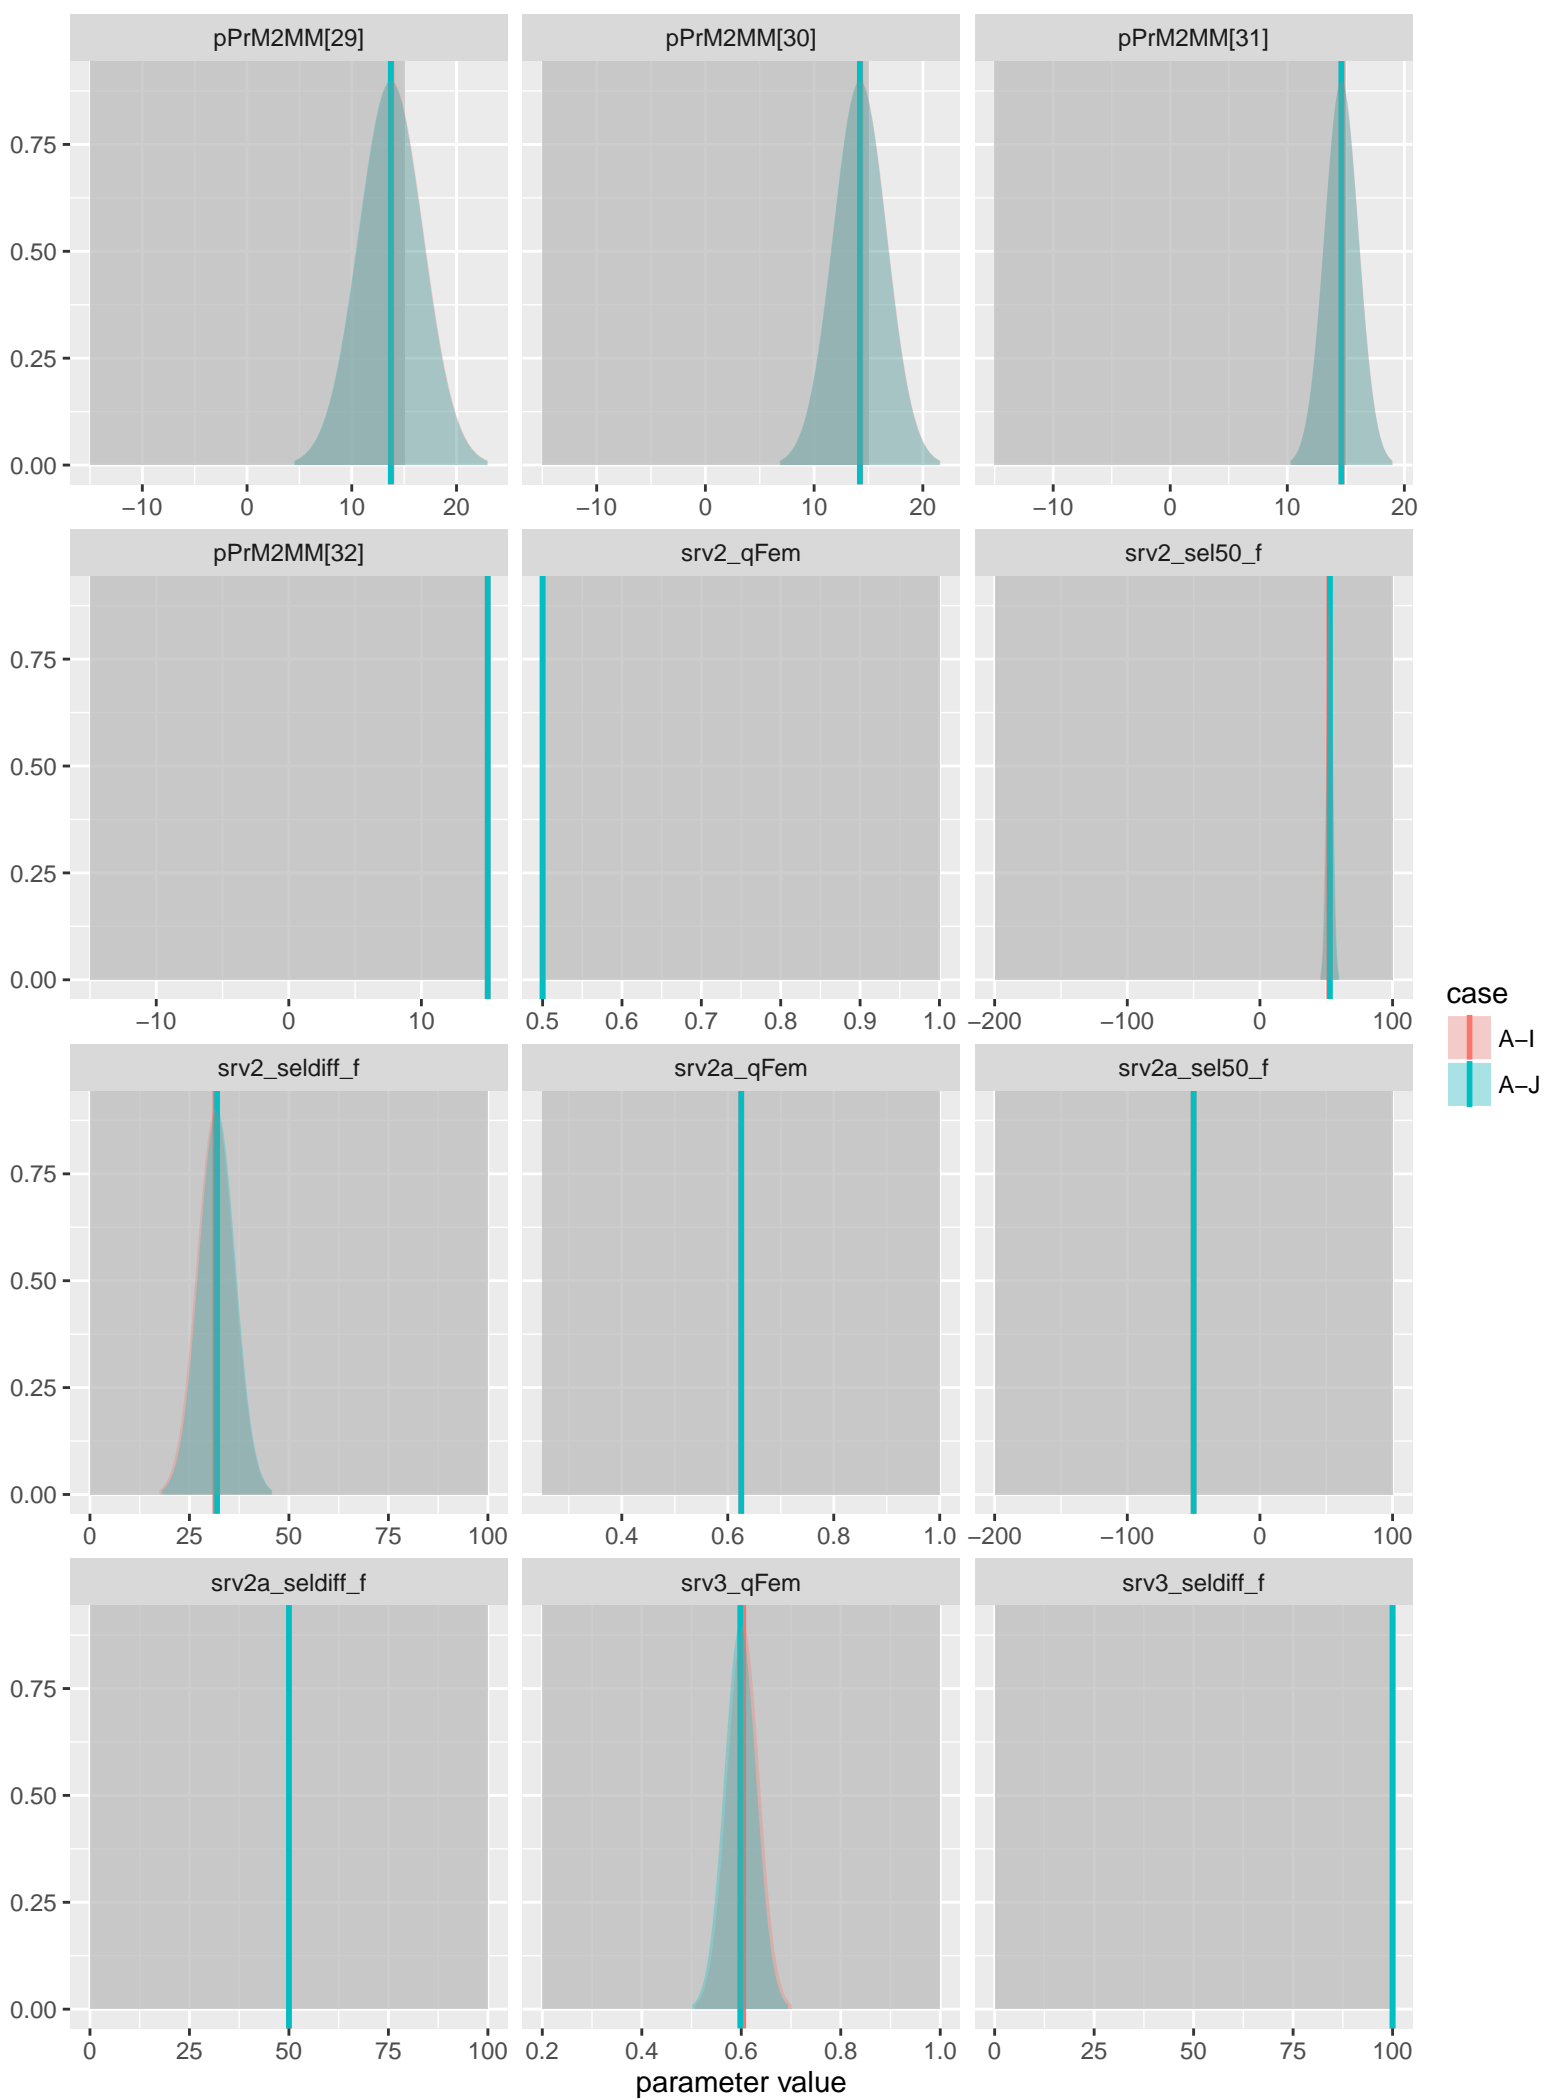 pPrM2MM[29] pPrM2MM[30] pPrM2MM[31]
0.75
0.50
0.25
0.00
−10 0 10 20 −10 0 10 20 −10 0 10 20
pPrM2MM[32] srv2_qFem srv2_sel50_f
0.75
0.50
0.25
0.00
−10 0 10 0.5 0.6 0.7 0.8 0.9 1.0 −200 −100 0 100
case
A−I
A−J
srv2_seldiff_f srv2a_qFem srv2a_sel50_f
0.75
0.50
0.25
0.00
0 25 50 75 100 0.4 0.6 0.8 1.0 −200 −100 0 100
srv2a_seldiff_f srv3_qFem srv3_seldiff_f
0.75
0.50
0.25
0.00
0 25 50 75 100 0.2 0.4 0.6 0.8 1.0 0 25 50 75 100
parameter value